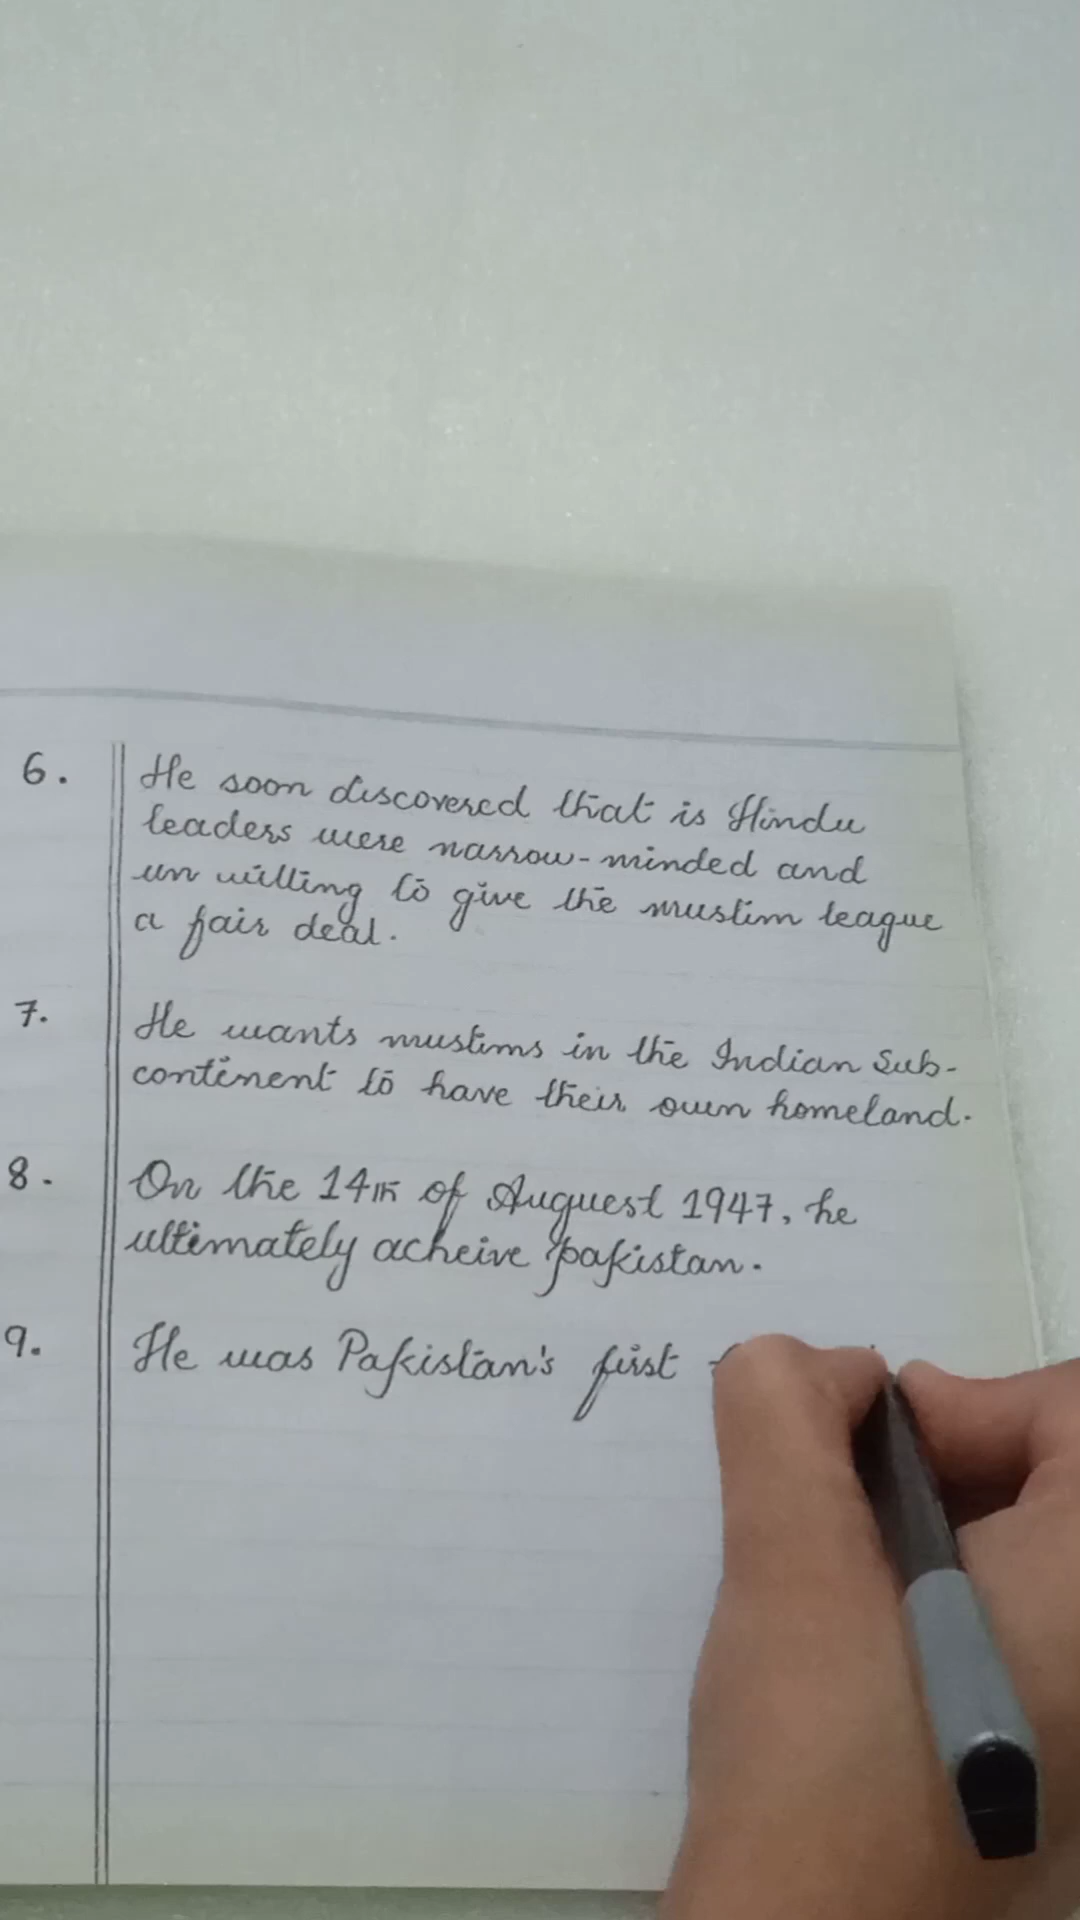 6. He soon discovered that is Hindu
leaders were narrow-minded and
un willing to give the muslim league
a fair deal.
7. He wants muslims in the Indian Sub-
continent to have their own homeland.
8. On the 14th of Auguest 1947, he
ultimately acheive pakistan.
9. He was Pakistan's first